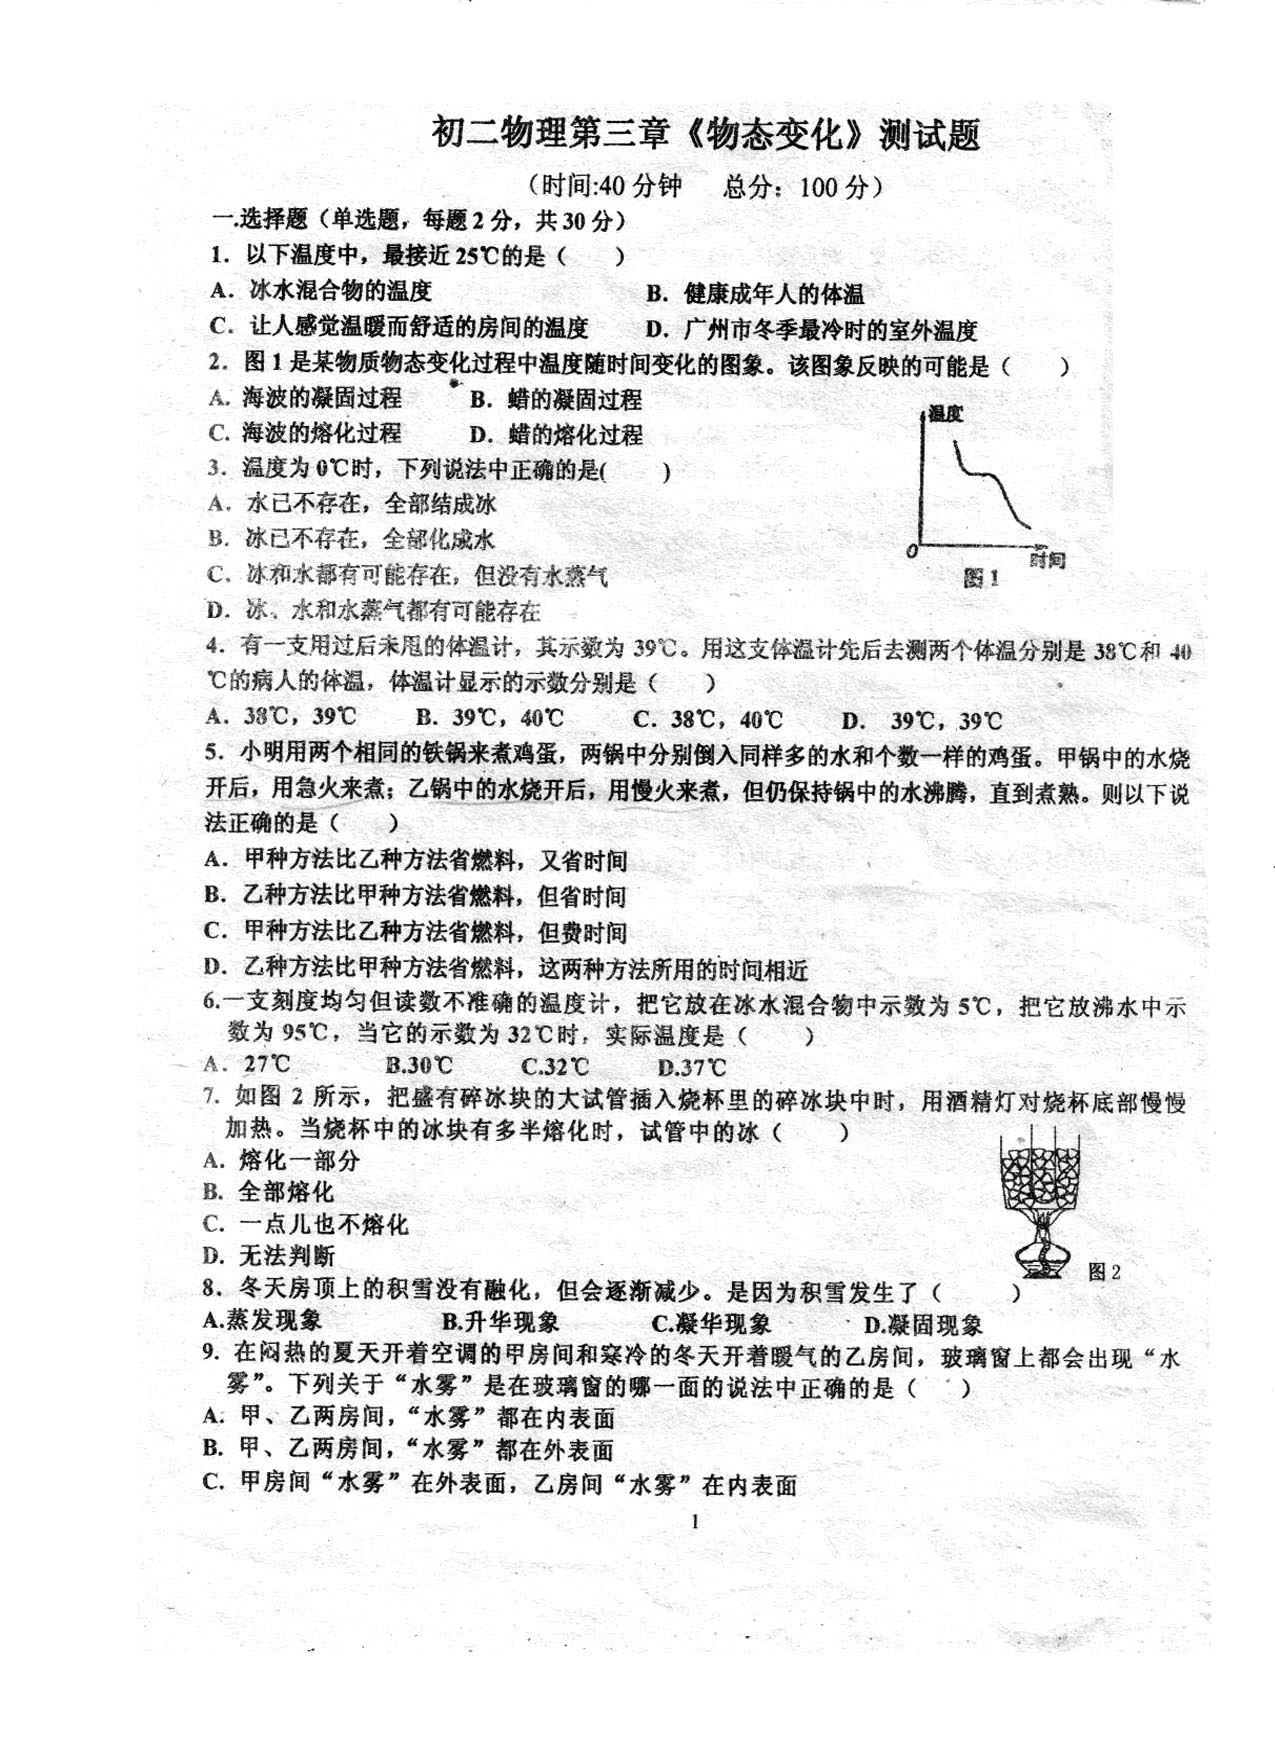 初二物理第三章《物态变化》测试题
（时间:40 分钟 总分：100 分）
一.选择题（单选题，每题 2 分，共 30 分）
1．以下温度中，最接近 25℃的是（ ）
A．冰水混合物的温度 B．健康成年人的体温
C．让人感觉温暖而舒适的房间的温度 D．广州市冬季最冷时的室外温度
2．图 1 是某物质物态变化过程中温度随时间变化的图象。该图象反映的可能是（ ）
A. 海波的凝固过程 B．蜡的凝固过程
C. 海波的熔化过程 D．蜡的熔化过程
温度
O
时间
图 1
3．温度为 0℃时，下列说法中正确的是( )
A．水已不存在，全部结成冰
B．冰已不存在，全部化成水
C．冰和水都有可能存在，但没有水蒸气
D．冰、水和水蒸气都有可能存在
4．有一支用过后未甩的体温计，其示数为 39℃。用这支体温计先后去测两个体温分别是 38℃和 40
℃的病人的体温，体温计显示的示数分别是（ ）
A．38℃，39℃ B．39℃，40℃ C．38℃，40℃ D． 39℃，39℃
5．小明用两个相同的铁锅来煮鸡蛋，两锅中分别倒入同样多的水和个数一样的鸡蛋。甲锅中的水烧
开后，用急火来煮；乙锅中的水烧开后，用慢火来煮，但仍保持锅中的水沸腾，直到煮熟。则以下说
法正确的是（ ）
A．甲种方法比乙种方法省燃料，又省时间
B．乙种方法比甲种方法省燃料，但省时间
C．甲种方法比乙种方法省燃料，但费时间
D．乙种方法比甲种方法省燃料，这两种方法所用的时间相近
6.一支刻度均匀但读数不准确的温度计，把它放在冰水混合物中示数为 5℃，把它放沸水中示
数为 95℃，当它的示数为 32℃时，实际温度是（ ）
A．27℃ B.30℃ C.32℃ D.37℃
7. 如图 2 所示，把盛有碎冰块的大试管插入烧杯里的碎冰块中时，用酒精灯对烧杯底部慢慢
加热。当烧杯中的冰块有多半熔化时，试管中的冰（ ）
A．熔化一部分
B．全部熔化
C．一点儿也不熔化
D．无法判断
图 2
8．冬天房顶上的积雪没有融化，但会逐渐减少。是因为积雪发生了（ ）
A.蒸发现象 B.升华现象 C.凝华现象 D.凝固现象
9. 在闷热的夏天开着空调的甲房间和寒冷的冬天开着暖气的乙房间，玻璃窗上都会出现“水
雾”。下列关于“水雾”是在玻璃窗的哪一面的说法中正确的是（ ）
A. 甲、乙两房间，“水雾”都在内表面
B. 甲、乙两房间，“水雾”都在外表面
C. 甲房间“水雾”在外表面，乙房间“水雾”在内表面
1